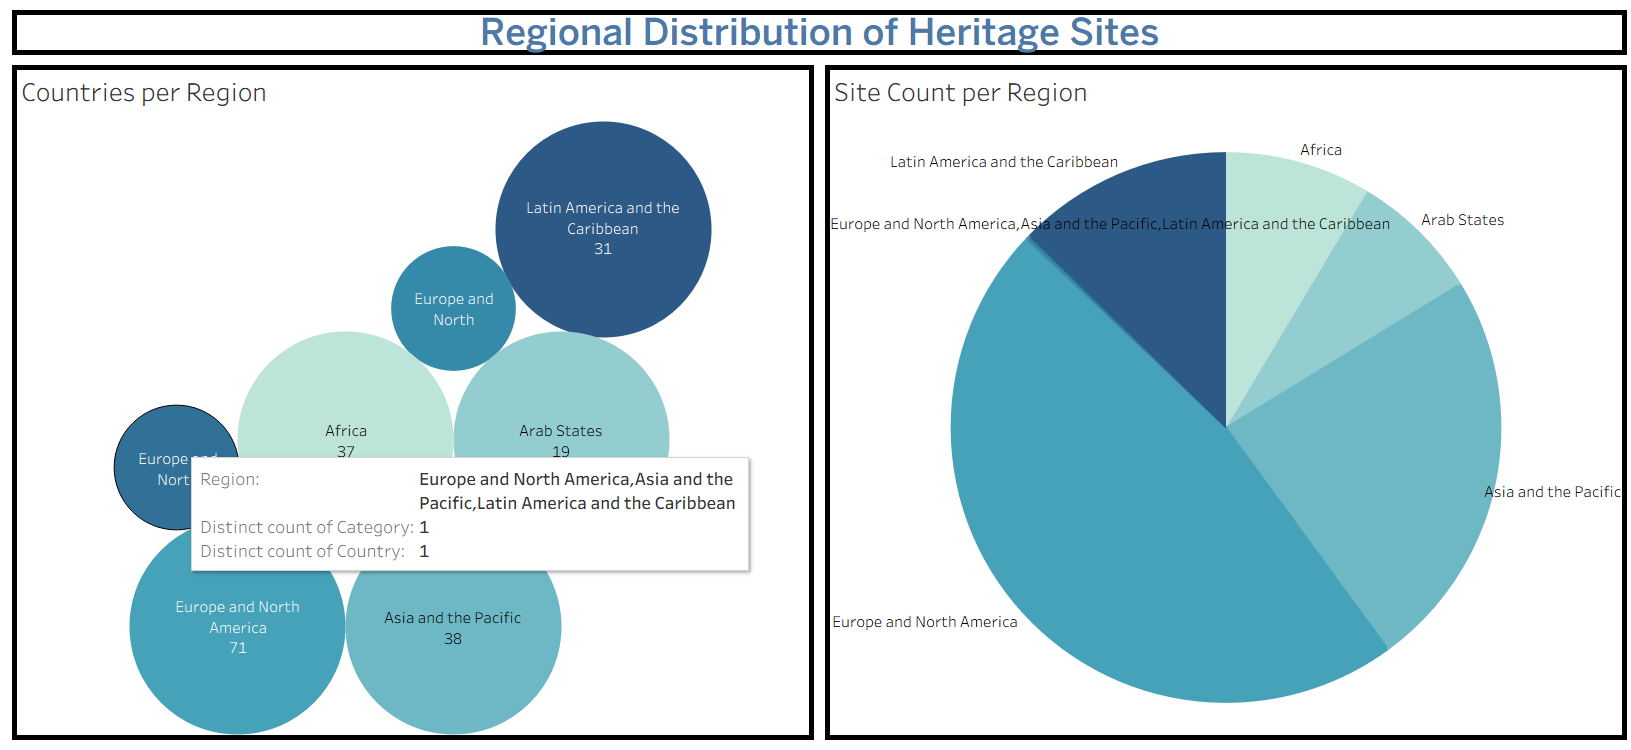 Regional Distribution of Heritage Sites
Countries per Region
Latin America and the
Caribbean
31
Europe and
North
Africa
37
Arab States
19
Europe and
Nort
Region:
Europe and North America,Asia and the
Pacific,Latin America and the Caribbean
Distinct count of Category: 1
Distinct count of Country: 1
Europe and North
America
71
Asia and the Pacific
38
Site Count per Region
Africa
Latin America and the Caribbean
Arab States
Europe and North America,Asia and the Pacific,Latin America and the Caribbean
Asia and the Pacific
Europe and North America